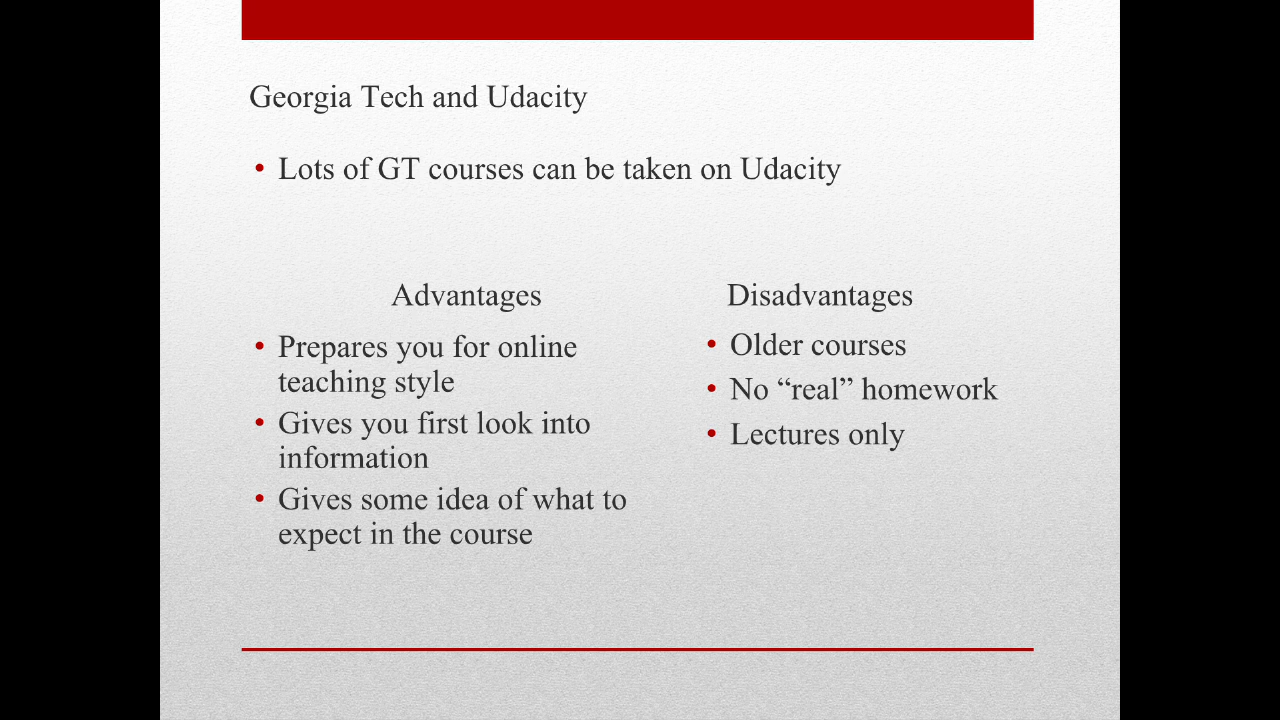 Georgia Tech and Udacity
• Lots of GT courses can be taken on Udacity
Advantages
• Prepares you for online
teaching style
• Gives you first look into
information
• Gives some idea of what to
expect in the course
Disadvantages
• Older courses
• No “real” homework
• Lectures only